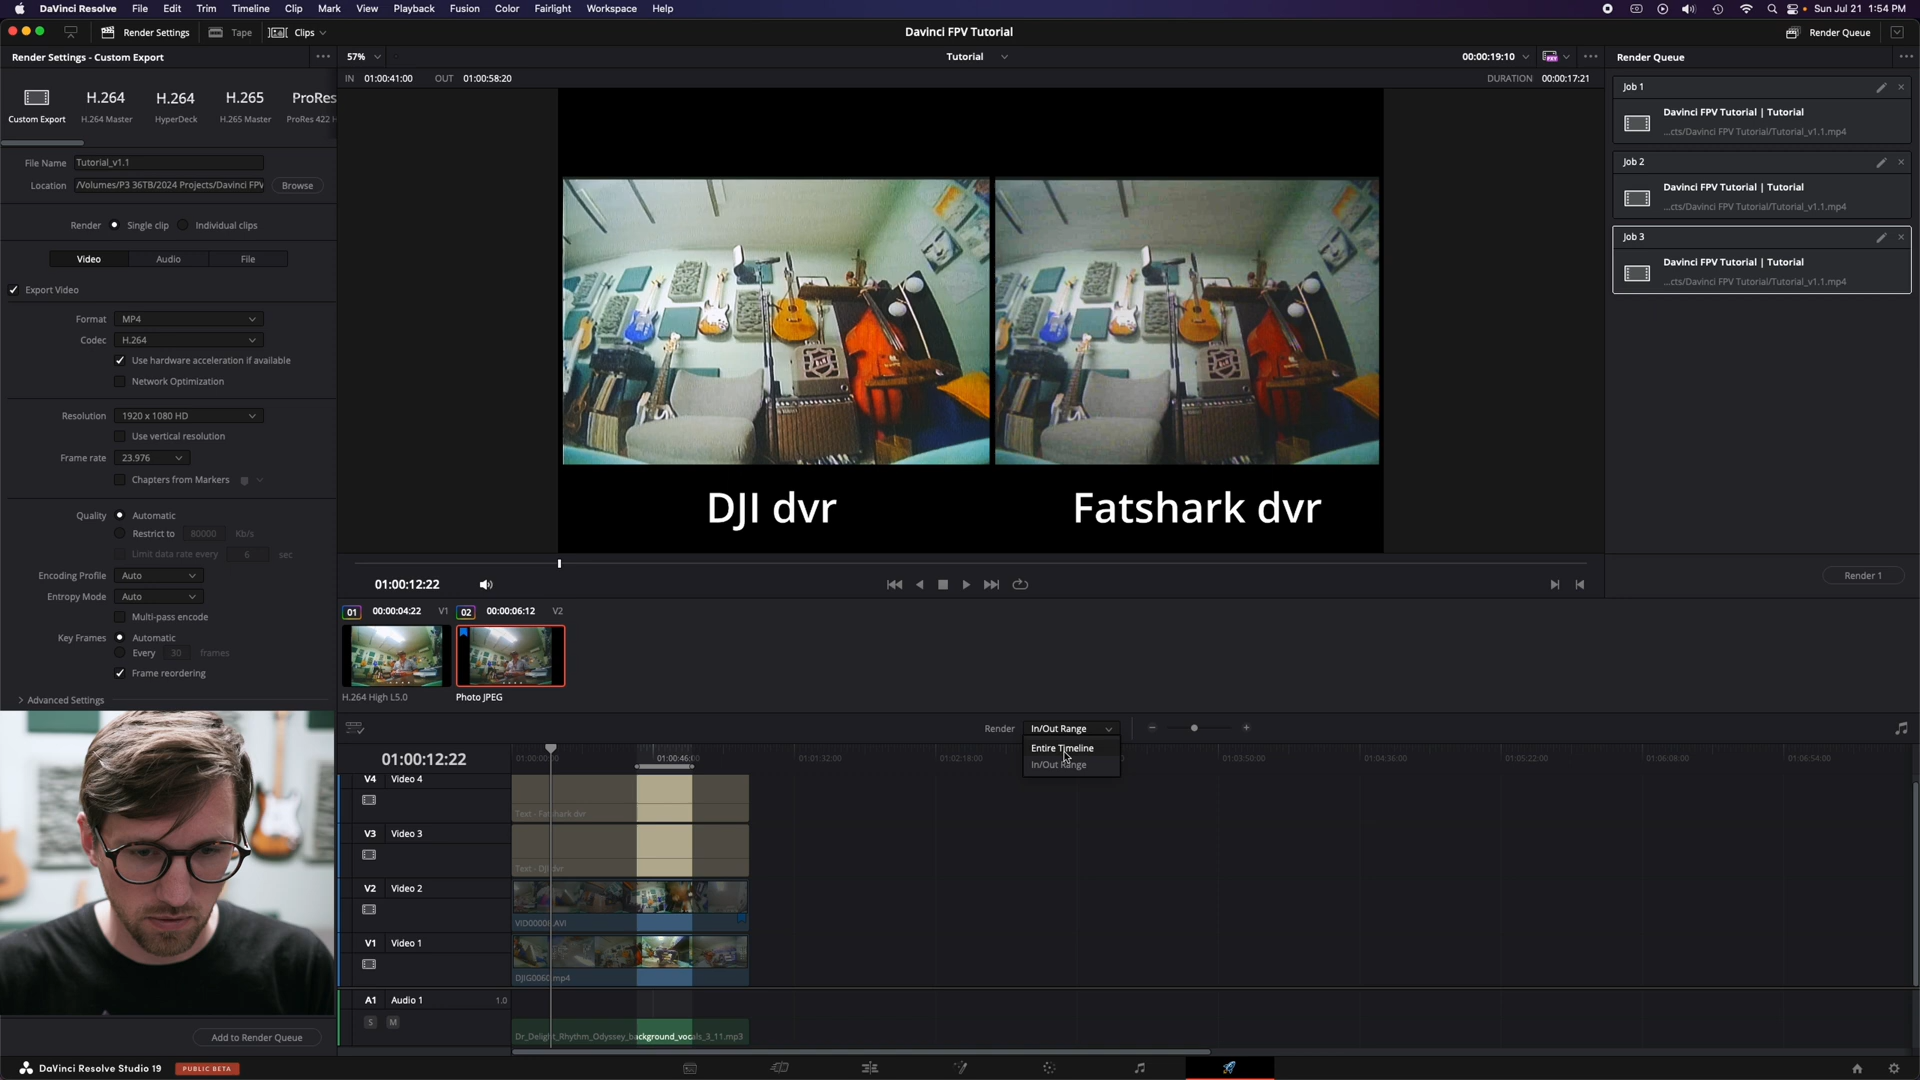 DaVinci Resolve File Edit Trim Timeline Clip Mark View Playback Fusion Color Fairlight Workspace Help Sun Jul 21 1:54 PM
Render Settings Tape Clips Davinci FPV Tutorial Render Queue
Render Settings - Custom Export 57% Tutorial 00:00:19:10 Render Queue
IN 01:00:41:00 OUT 01:00:58:20 DURATION 00:00:17:21
H.264 H.264 H.265 ProRes
Custom Export H.264 Master HyperDeck H.265 Master ProRes 422 H
File Name Tutorial_v1.1
Location /Volumes/P3 36TB/2024 Projects/Davinci FPV Browse
Render Single clip Individual clips
Video Audio File
Export Video
Format MP4
Codec H.264
Use hardware acceleration if available
Network Optimization
Resolution 1920 x 1080 HD
Use vertical resolution
Frame rate 23.976
Chapters from Markers
Quality Automatic
Restrict to 80000 Kb/s
Limit data rate every 6 sec
Encoding Profile Auto
Entropy Mode Auto
Multi-pass encode
Key Frames Automatic
Every 30 frames
Frame reordering
Advanced Settings
Add to Render Queue
DJI dvr Fatshark dvr
01:00:12:22
01 00:00:04:22 V1 02 00:00:06:12 V2
H.264 High L5.0 Photo JPEG
Render In/Out Range
Entire Timeline
In/Out Range
01:00:12:22 01:00:00:00 01:00:46:00 01:01:32:00 01:02:18:00 01:03:50:00 01:04:36:00 01:05:22:00 01:06:08:00 01:06:54:00
V4 Video 4
Text - Fatshark dvr
V3 Video 3
Text - DJI dvr
V2 Video 2
VID00001.AVI
V1 Video 1
DJIG0060.mp4
A1 Audio 1 1.0
S M
Dr_Delight_Rhythm_Odyssey_background_vocals_3_11.mp3
Job 1
Davinci FPV Tutorial | Tutorial
...cts/Davinci FPV Tutorial/Tutorial_v1.1.mp4
Job 2
Davinci FPV Tutorial | Tutorial
...cts/Davinci FPV Tutorial/Tutorial_v1.1.mp4
Job 3
Davinci FPV Tutorial | Tutorial
...cts/Davinci FPV Tutorial/Tutorial_v1.1.mp4
Render 1
DaVinci Resolve Studio 19 PUBLIC BETA